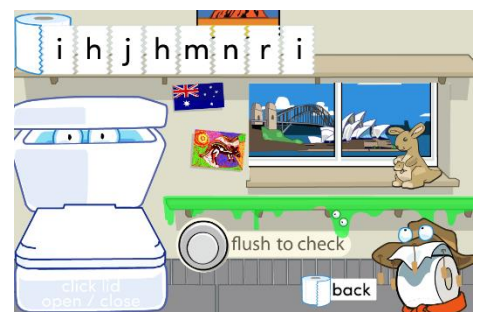 i h j h m n r i
flush to check
back
click lid
open / close